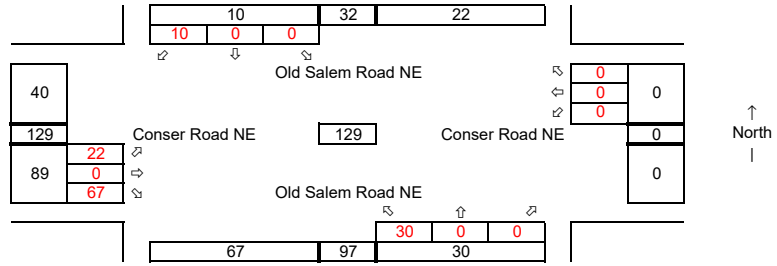 10 32 22
10 0 0
Old Salem Road NE
0
40 0 0
0
↑
129 Conser Road NE 129 Conser Road NE 0 North
|
22
89 0 0
67 Old Salem Road NE
30 0 0
67 97 30